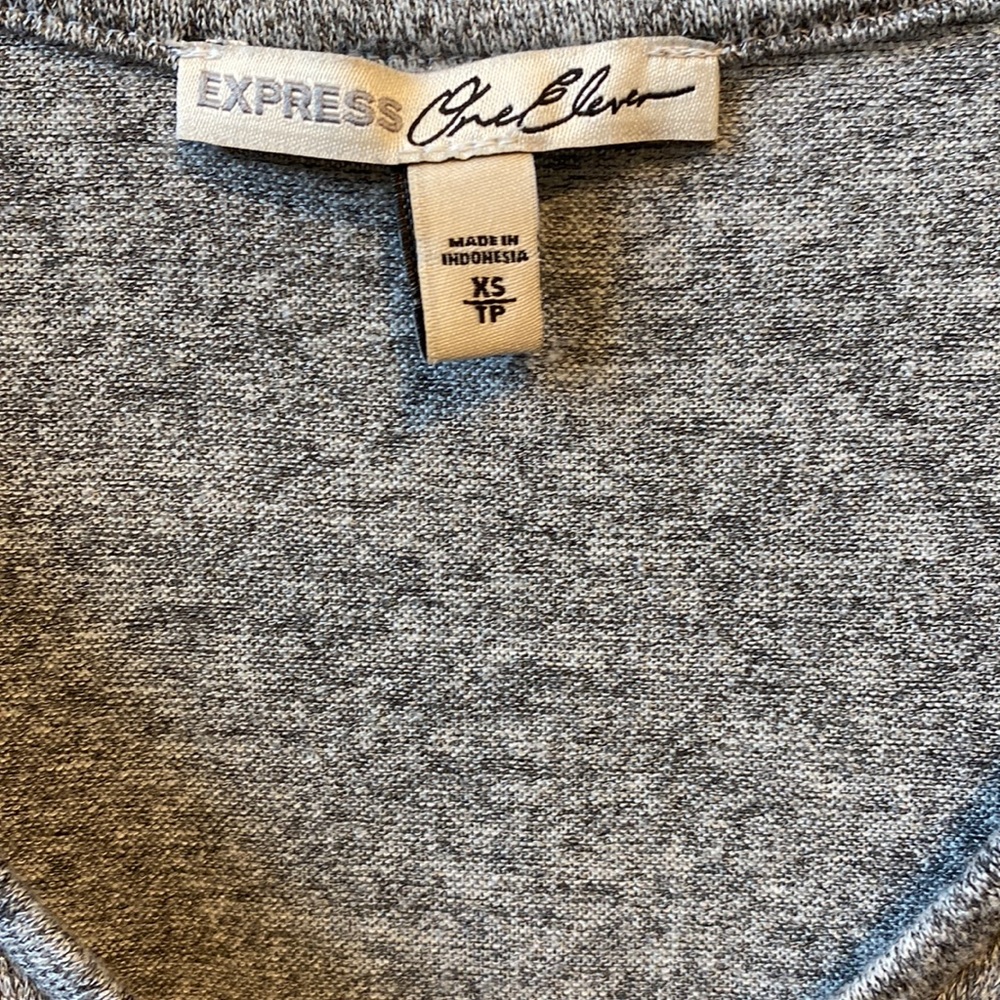 EXPRESS One Eleven
MADE IN
INDONESIA
XS
TP